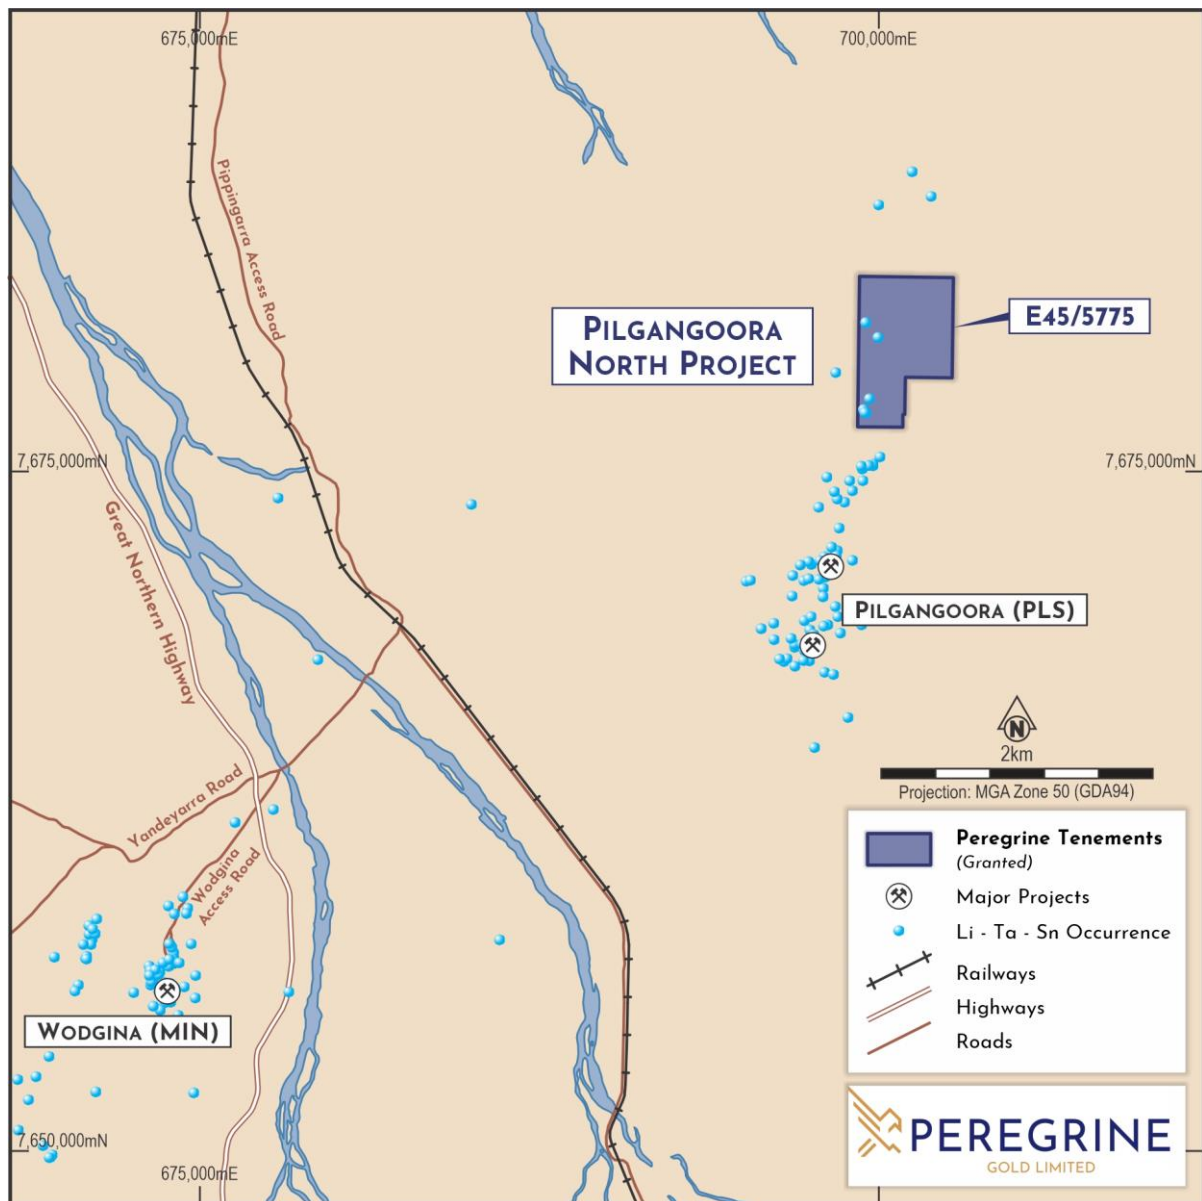 675,000mE
700,000mE
Pippingarra Access Road
PILGANGOORA
NORTH PROJECT
E45/5775
7,675,000mN
7,675,000mN
Great Northern Highway
PILGANGOORA (PLS)
N
2km
Projection: MGA Zone 50 (GDA94)
Yandeyarra Road
Wodgina
Access Road
Peregrine Tenements
(Granted)
Major Projects
Li - Ta - Sn Occurrence
Railways
Highways
Roads
WODGINA (MIN)
7,650,000mN
675,000mE
PEREGRINE
GOLD LIMITED